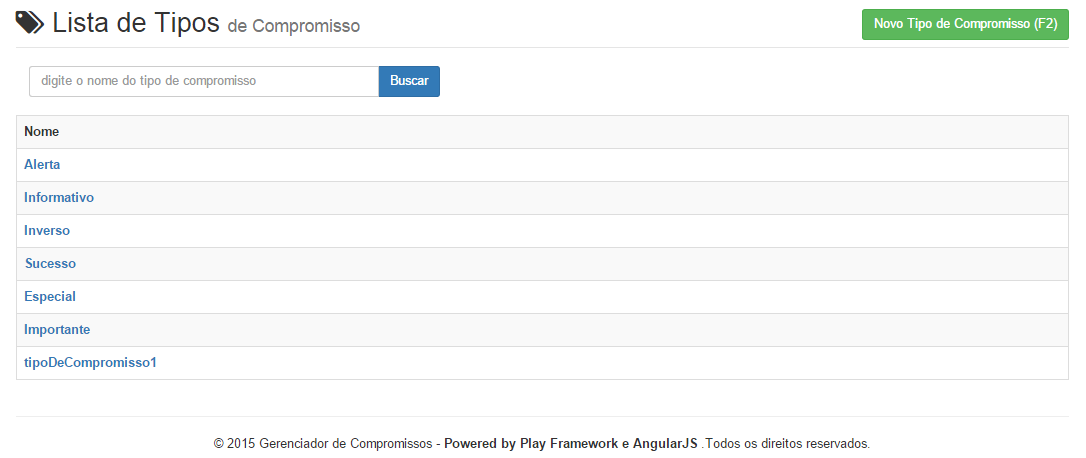 Lista de Tipos de Compromisso
Novo Tipo de Compromisso (F2)
digite o nome do tipo de compromisso
Buscar
Nome
Alerta
Informativo
Inverso
Sucesso
Especial
Importante
tipoDeCompromisso1
© 2015 Gerenciador de Compromissos - Powered by Play Framework e AngularJS .Todos os direitos reservados.